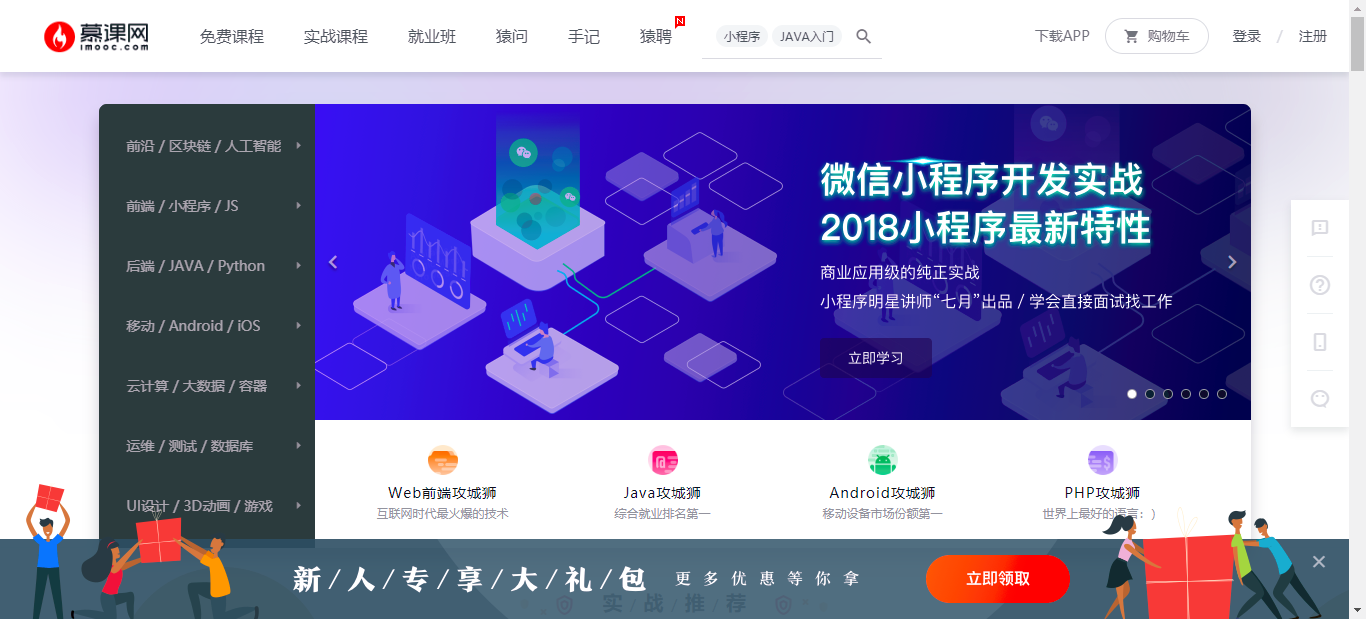 慕课网
imooc.com
免费课程
实战课程
就业班
猿问
手记
猿聘
N
小程序
JAVA入门
下载APP
购物车
登录 / 注册
前沿 / 区块链 / 人工智能
前端 / 小程序 / JS
后端 / JAVA / Python
移动 / Android / iOS
云计算 / 大数据 / 容器
运维 / 测试 / 数据库
UI设计 / 3D动画 / 游戏
微信小程序开发实战
2018小程序最新特性
商业应用级的纯正实战
小程序明星讲师“七月”出品 / 学会直接面试找工作
立即学习
Web前端攻城狮
互联网时代最火爆的技术
Java攻城狮
综合就业排名第一
Android攻城狮
移动设备市场份额第一
PHP攻城狮
世界上最好的语言：）
新 / 人 / 专 / 享 / 大 / 礼 / 包
更多优惠等你拿
立即领取
实 / 战 / 推 / 荐